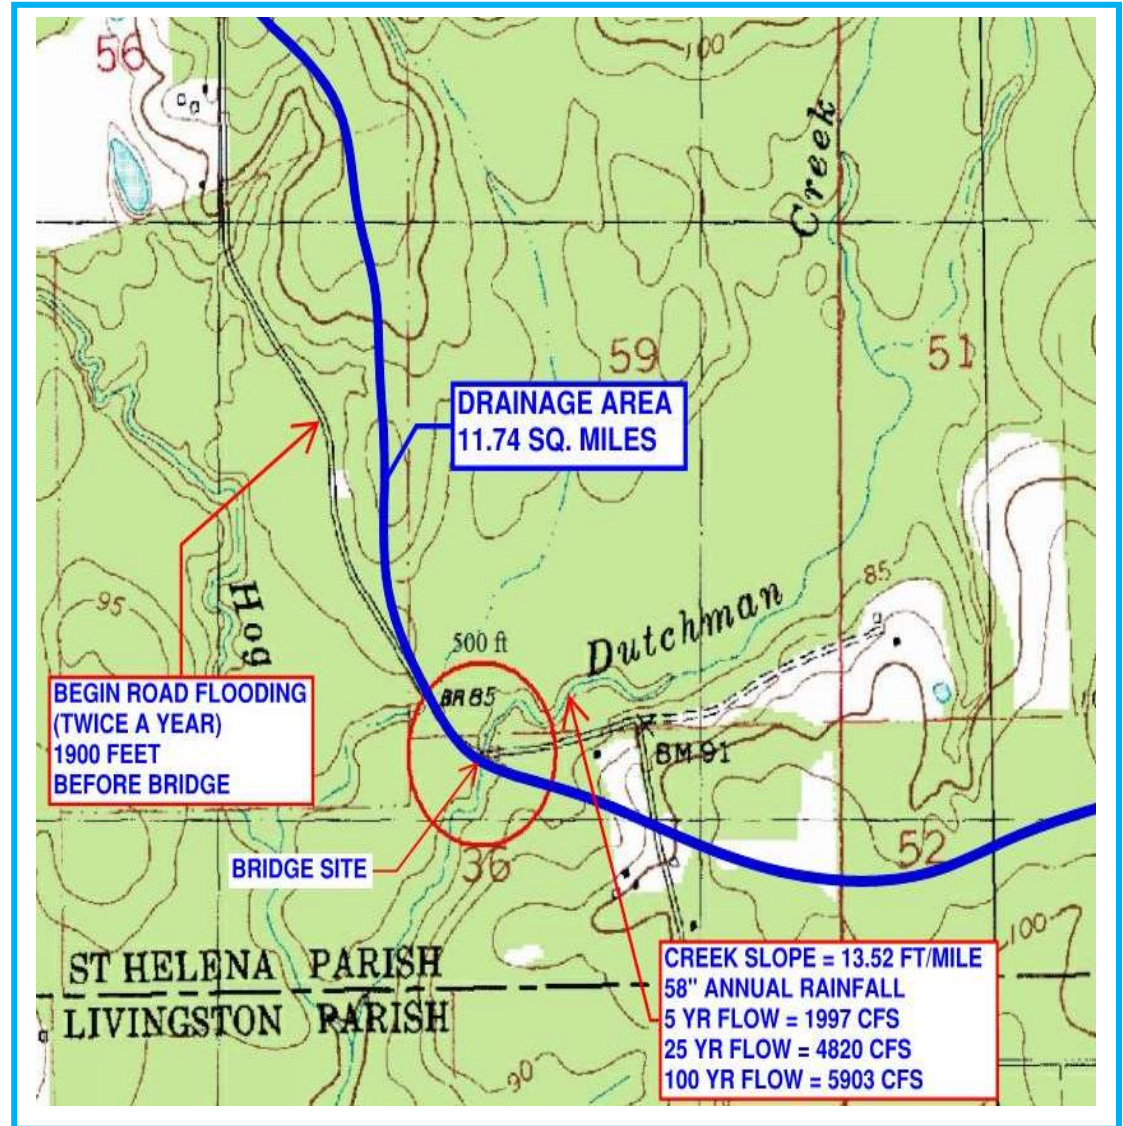 56
100
Creek
59
51
DRAINAGE AREA
11.74 SQ. MILES
85
95
Hog
Dutchman
500 ft
BEGIN ROAD FLOODING
(TWICE A YEAR)
1900 FEET
BEFORE BRIDGE
BR 85
BM 91
BRIDGE SITE
36
52
100
ST HELENA PARISH
LIVINGSTON PARISH
CREEK SLOPE = 13.52 FT/MILE
58" ANNUAL RAINFALL
5 YR FLOW = 1997 CFS
25 YR FLOW = 4820 CFS
100 YR FLOW = 5903 CFS
90